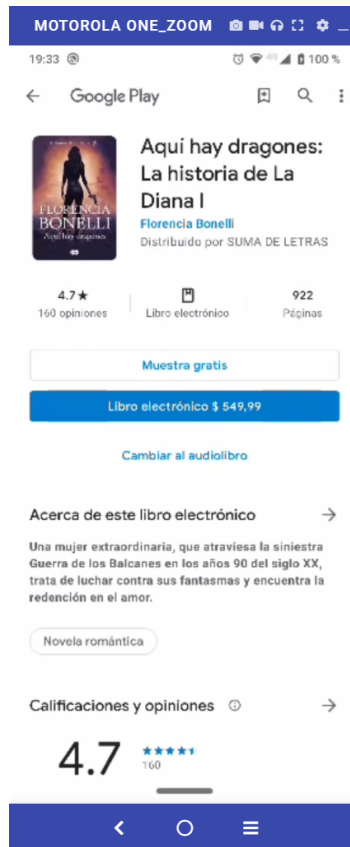 MOTOROLA ONE_ZOOM
19:33 4G 100 %
Google Play
FLORENCIA
BONELLI
Aquí hay dragones
Aquí hay dragones:
La historia de La
Diana I
Florencia Bonelli
Distribuido por SUMA DE LETRAS
4.7★
160 opiniones
Libro electrónico
922
Páginas
Muestra gratis
Libro electrónico $ 549,99
Cambiar al audiolibro
Acerca de este libro electrónico
Una mujer extraordinaria, que atraviesa la siniestra
Guerra de los Balcanes en los años 90 del siglo XX,
trata de luchar contra sus fantasmas y encuentra la
redención en el amor.
Novela romántica
Calificaciones y opiniones
4.7
160